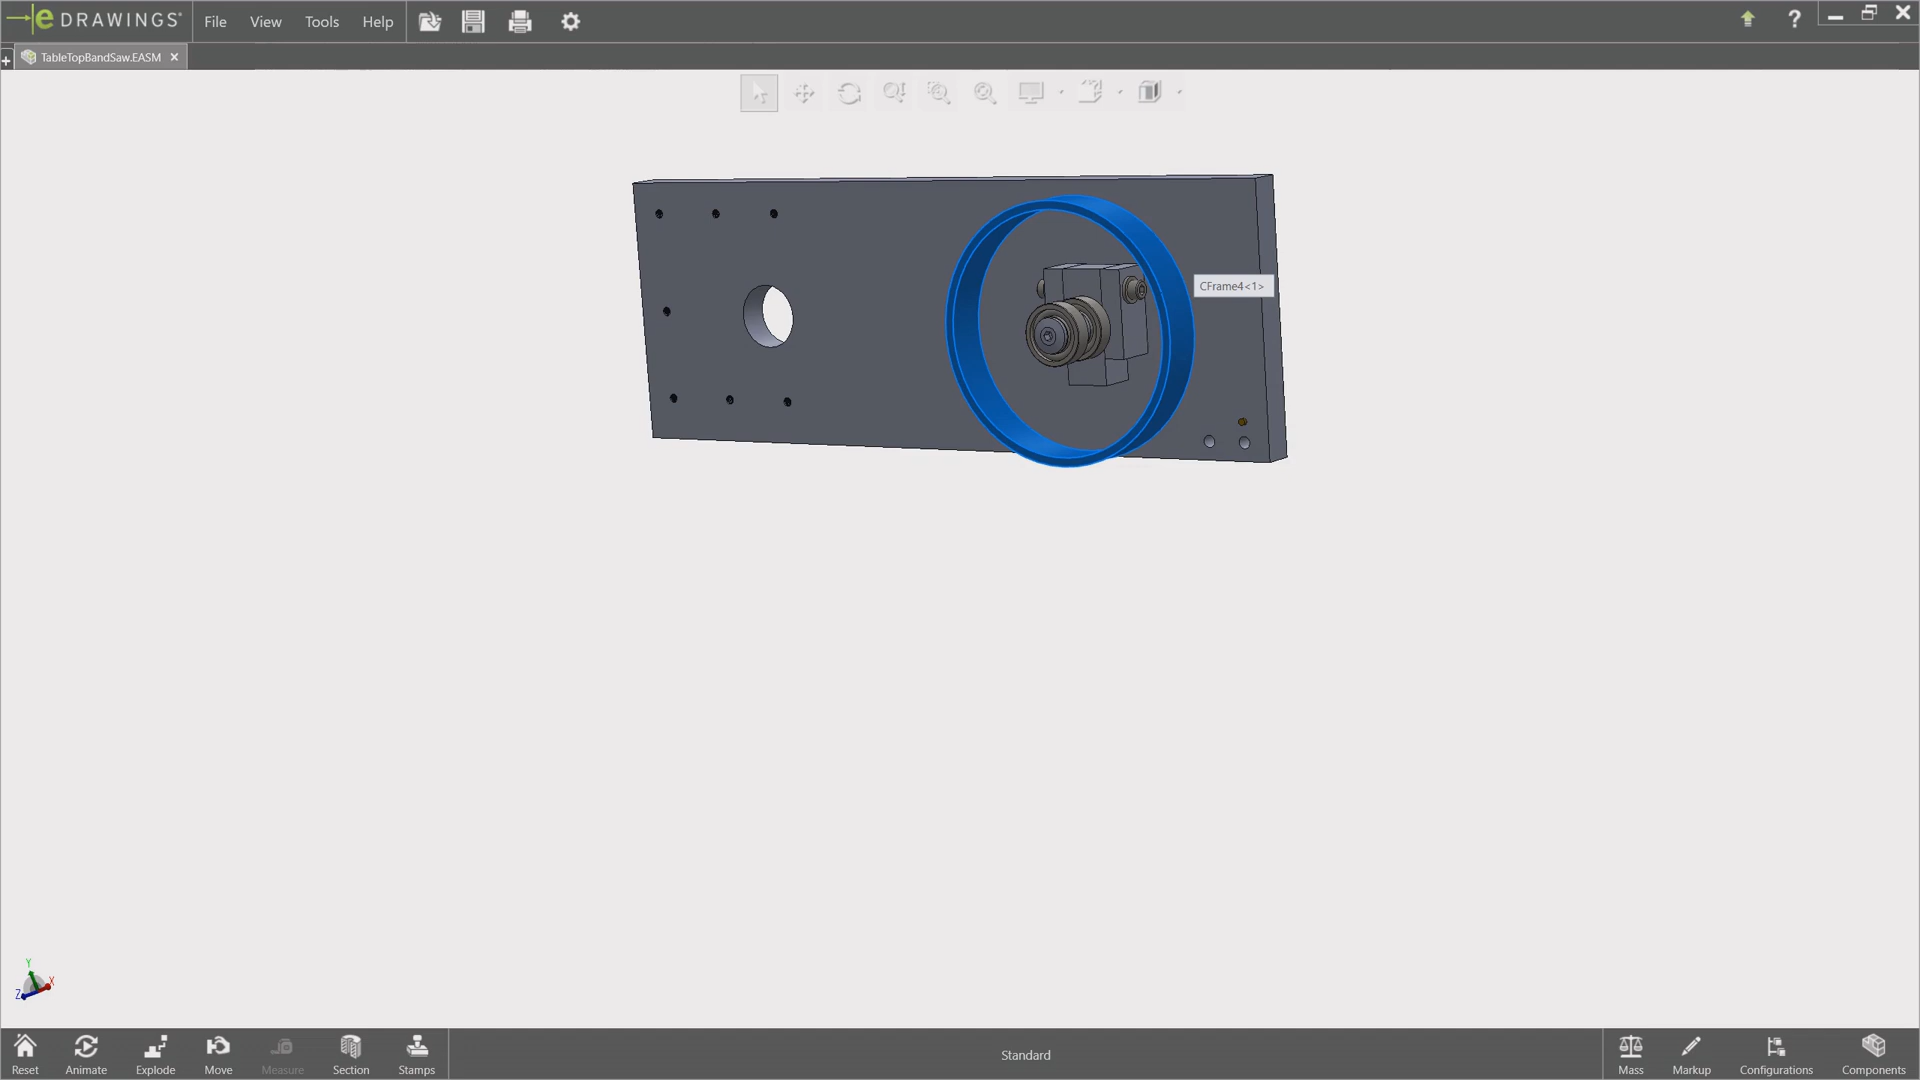 e DRAWINGS®
File View Tools Help
?
+ TableTopBandSaw.EASM ×
CFrame4<1>
Y
X
Z
Reset Animate Explode Move Measure Section Stamps Standard Mass Markup Configurations Components